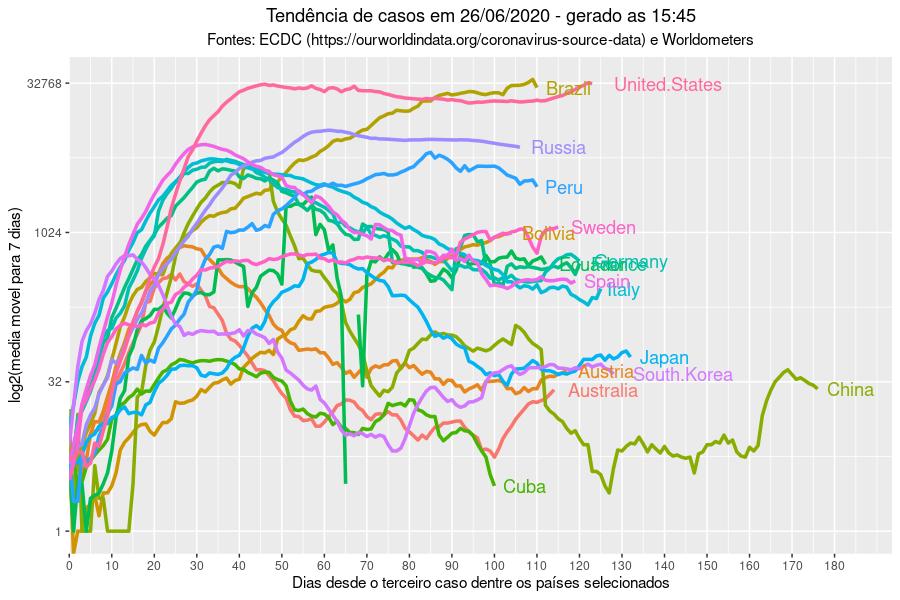 Tendência de casos em 26/06/2020 - gerado as 15:45
Fontes: ECDC (https://ourworldindata.org/coronavirus-source-data) e Worldometers
log2(media movel para 7 dias)
32768
1024
32
1
Brazil
United.States
Russia
Peru
Sweden
Bolivia
Germany
Ecuador
France
Spain
Italy
Japan
Austria
South.Korea
Australia
China
Cuba
0 10 20 30 40 50 60 70 80 90 100 110 120 130 140 150 160 170 180
Dias desde o terceiro caso dentre os países selecionados